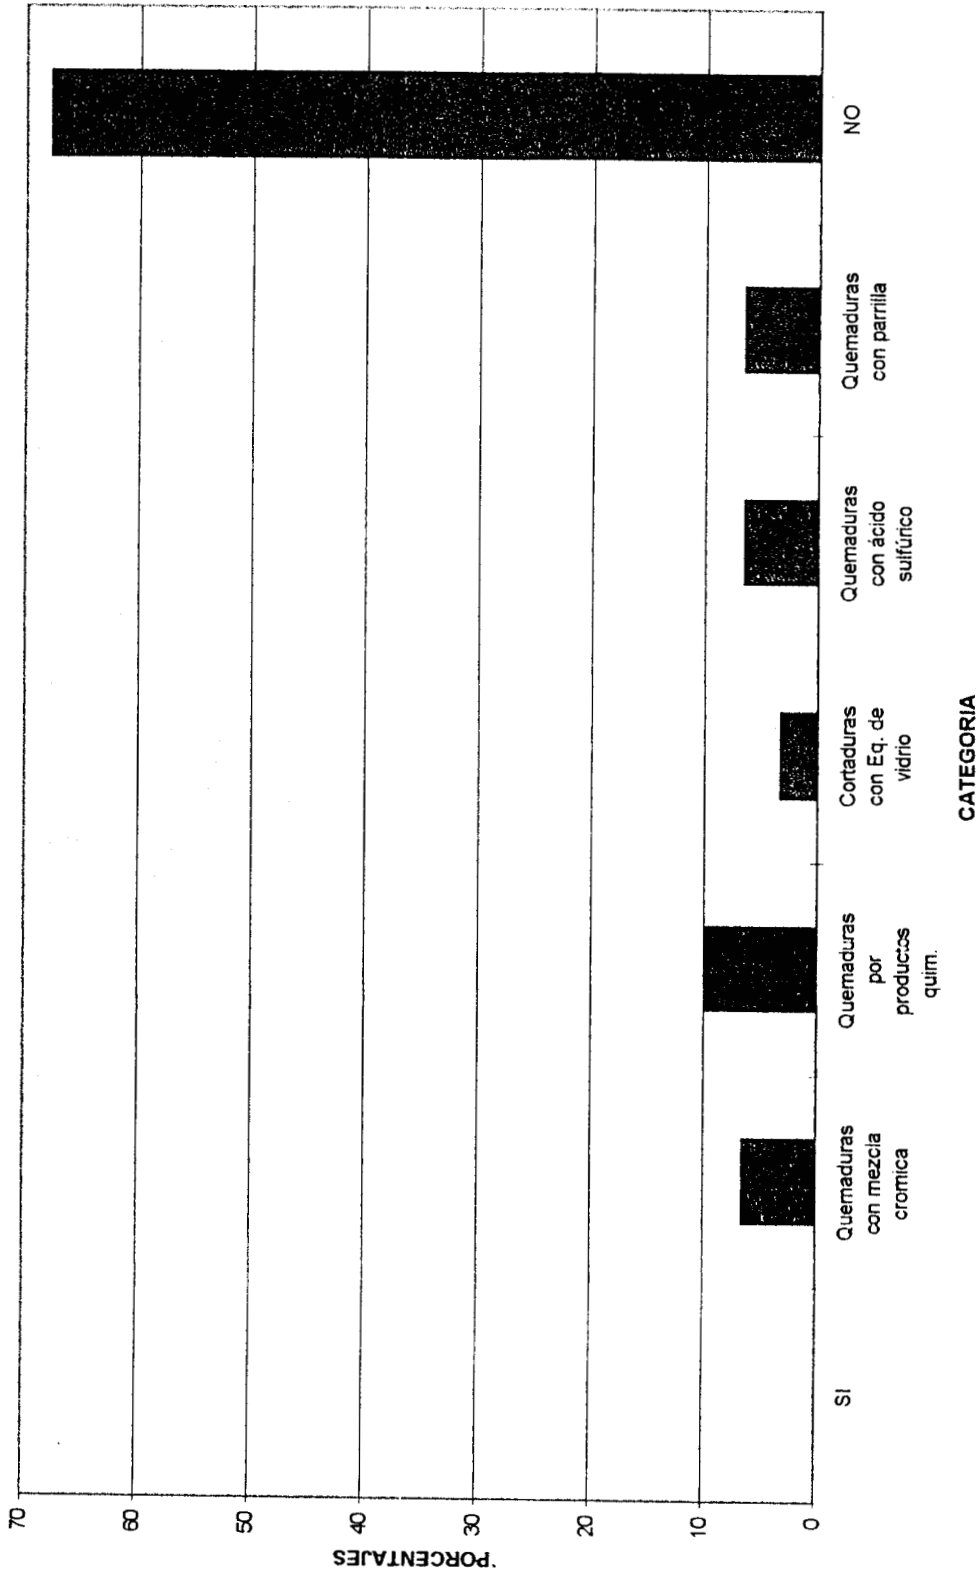 70
60
50
40
30
20
10
0
'PORCENTAJES
SI
Quemaduras
con mezcla
cromica
Quemaduras
por
productos
quim.
Cortaduras
con Eq. de
vidrio
Quemaduras
con ácido
sulfúrico
Quemaduras
con parrilla
NO
CATEGORIA